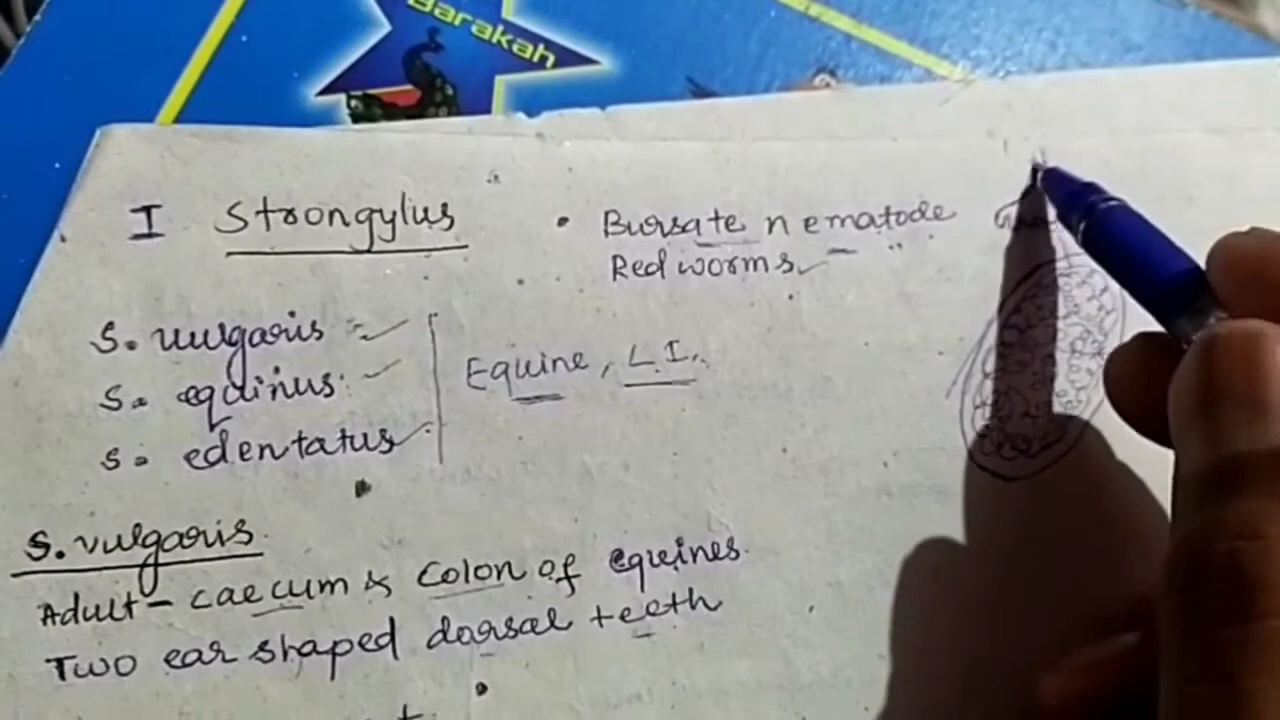 Barakah
I Strongylus
• Bursate nematode
Red worms
S. vulgaris
S. equinus
S. edentatus
Equine, L.I.
S. vulgaris
Adult - caecum & colon of equines
Two ear shaped dorsal teeth